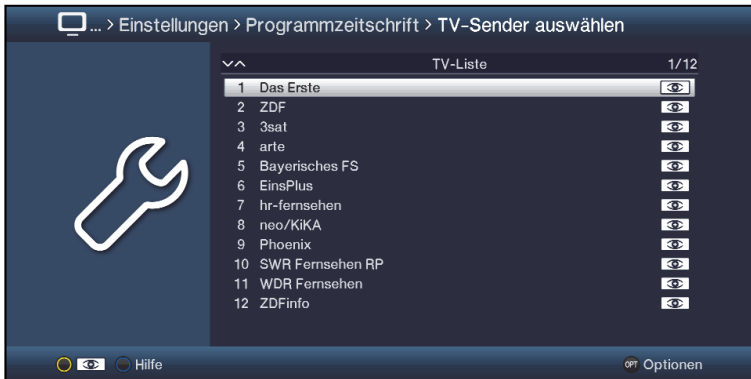 ... > Einstellungen > Programmzeitschrift > TV-Sender auswählen
TV-Liste 1/12
1 Das Erste
2 ZDF
3 3sat
4 arte
5 Bayerisches FS
6 EinsPlus
7 hr-fernsehen
8 neo/KiKA
9 Phoenix
10 SWR Fernsehen RP
11 WDR Fernsehen
12 ZDFinfo
Hilfe OPT Optionen